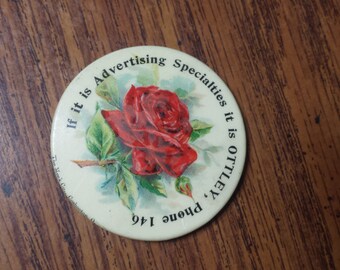 If it is Advertising Specialties it is OTTLEY, Phone 146